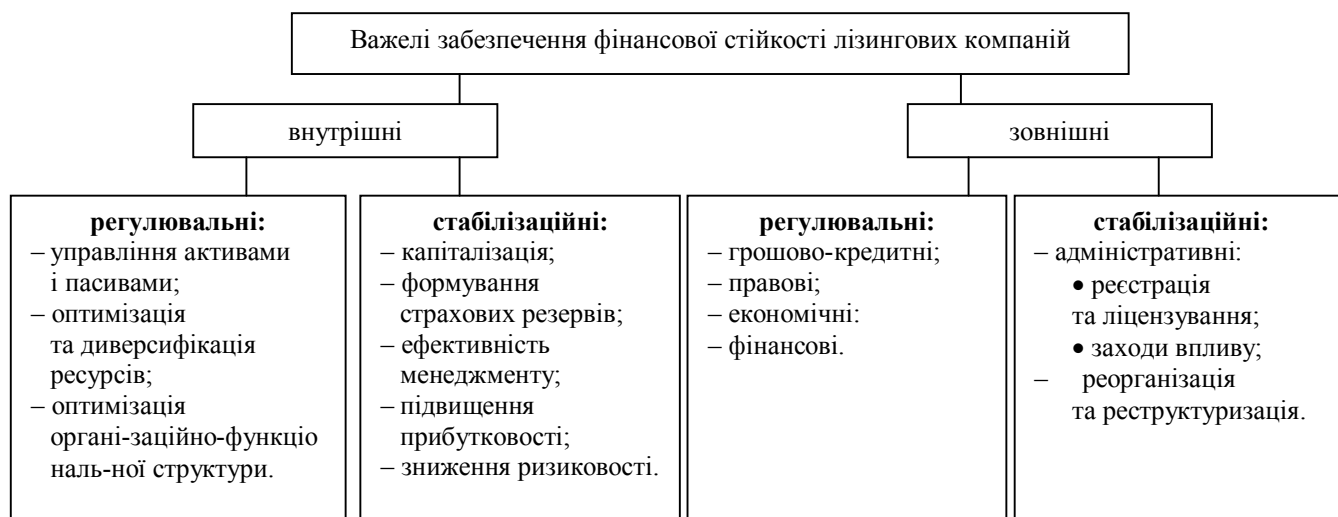 Важелі забезпечення фінансової стійкості лізингових компаній
внутрішні
зовнішні
регулювальні:
– управління активами
і пасивами;
– оптимізація
та диверсифікація
ресурсів;
– оптимізація
органі-заційно-функціо
наль-ної структури.
стабілізаційні:
– капіталізація;
– формування
страхових резервів;
– ефективність
менеджменту;
– підвищення
прибутковості;
– зниження ризиковості.
регулювальні:
– грошово-кредитні;
– правові;
– економічні:
– фінансові.
стабілізаційні:
– адміністративні:
• реєстрація
та ліцензування;
• заходи впливу;
– реорганізація
та реструктуризація.